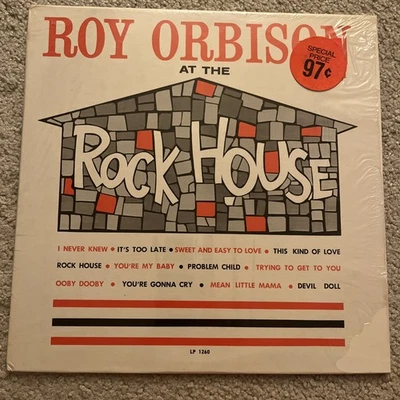 ROY ORBISON
SPECIAL
PRICE
97¢
AT THE
ROCK HOUSE
I NEVER KNEW • IT'S TOO LATE • SWEET AND EASY TO LOVE • THIS KIND OF LOVE
ROCK HOUSE • YOU'RE MY BABY • PROBLEM CHILD • TRYING TO GET TO YOU
OOBY DOOBY • YOU'RE GONNA CRY • MEAN LITTLE MAMA • DEVIL DOLL
LP 1260